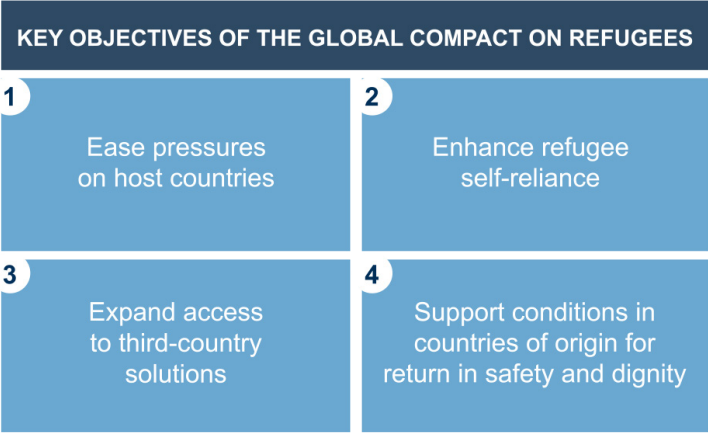 KEY OBJECTIVES OF THE GLOBAL COMPACT ON REFUGEES
1
Ease pressures
on host countries
2
Enhance refugee
self-reliance
3
Expand access
to third-country
solutions
4
Support conditions in
countries of origin for
return in safety and dignity